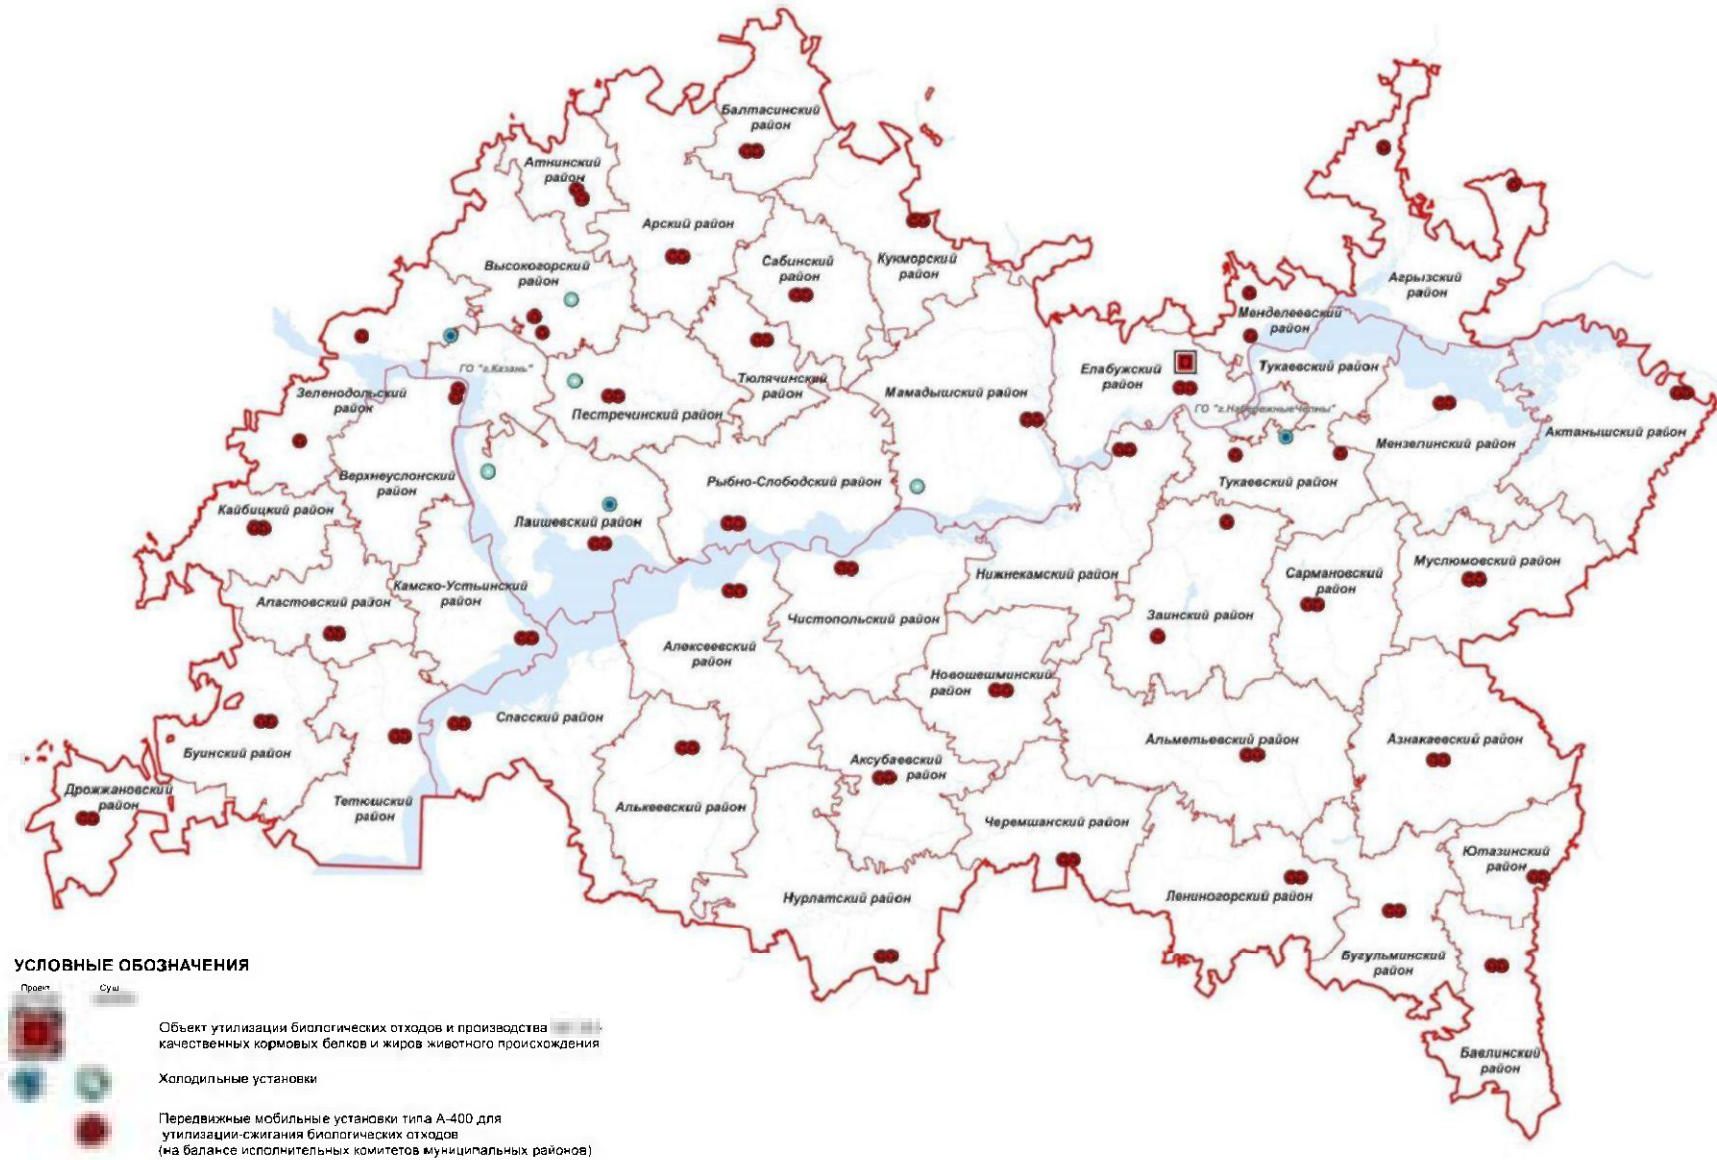 Балтасинский
район
Атнинский
район
Арский район
Высокогорский
район
Сабинский
район
Кукморский
район
Агрызский
район
Менделеевский
район
ГО "г.Казань"
Зеленодольский
район
Тюлячинский
район
Пестречинский район
Мамадышский район
Елабужский
район
Тукаевский район
ГО "г.НабережныеЧелны"
Мензелинский район
Актанышский район
Верхнеуслонский
район
Рыбно-Слободский район
Тукаевский район
Кайбицкий район
Лаишевский район
Камско-Устьинский
район
Апастовский район
Нижнекамский район
Сармановский
район
Муслюмовский район
Чистопольский район
Заинский район
Алексеевский
район
Новошешминский
район
Спасский район
Буинский район
Альметьевский район
Азнакаевский район
Аксубаевский
район
Дрожжановский
район
Тетюшский
район
Алькеевский район
Черемшанский район
Ютазинский
район
Нурлатский район
Лениногорский район
Бугульминский
район
Бавлинский
район
УСЛОВНЫЕ ОБОЗНАЧЕНИЯ
Проект Сущ
Объект утилизации биологических отходов и производства
качественных кормовых белков и жиров животного происхождения
Холодильные установки
Передвижные мобильные установки типа А-400 для
утилизации-сжигания биологических отходов
(на балансе исполнительных комитетов муниципальных районов)